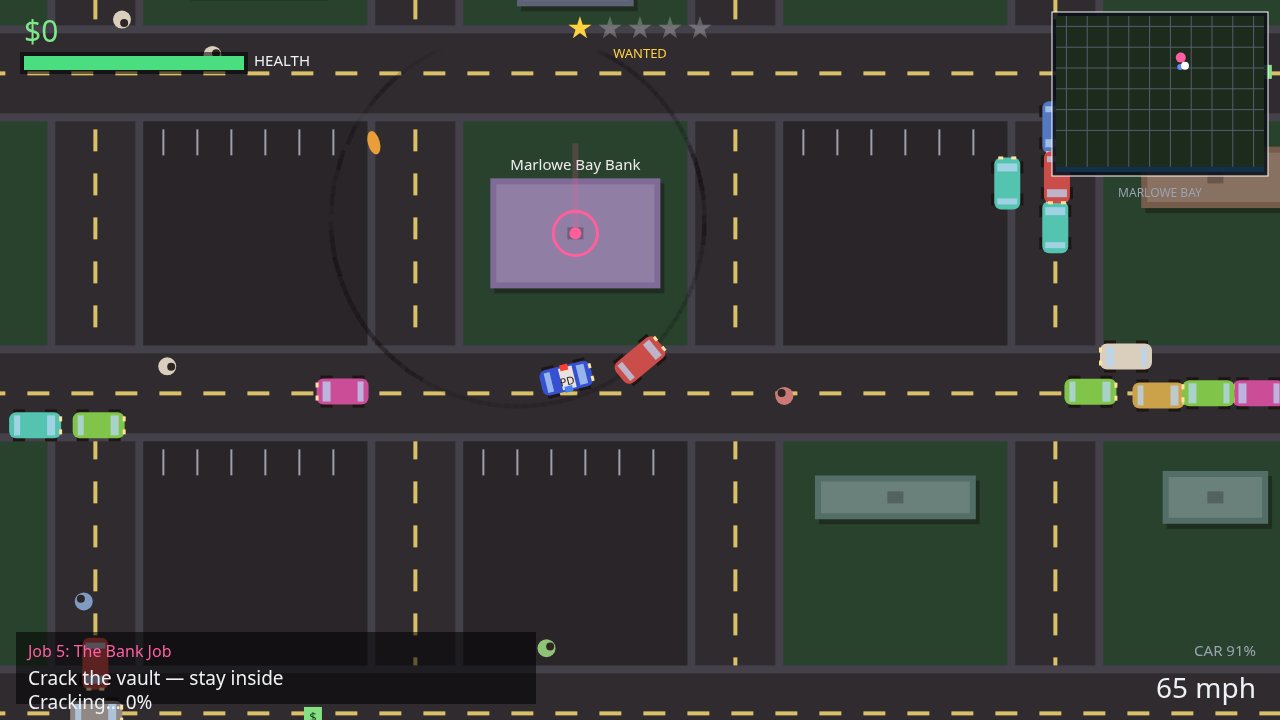 $0
HEALTH
WANTED
MARLOWE BAY
Marlowe Bay Bank
PD
Job 5: The Bank Job
Crack the vault — stay inside
Cracking... 0%
$
CAR 91%
65 mph